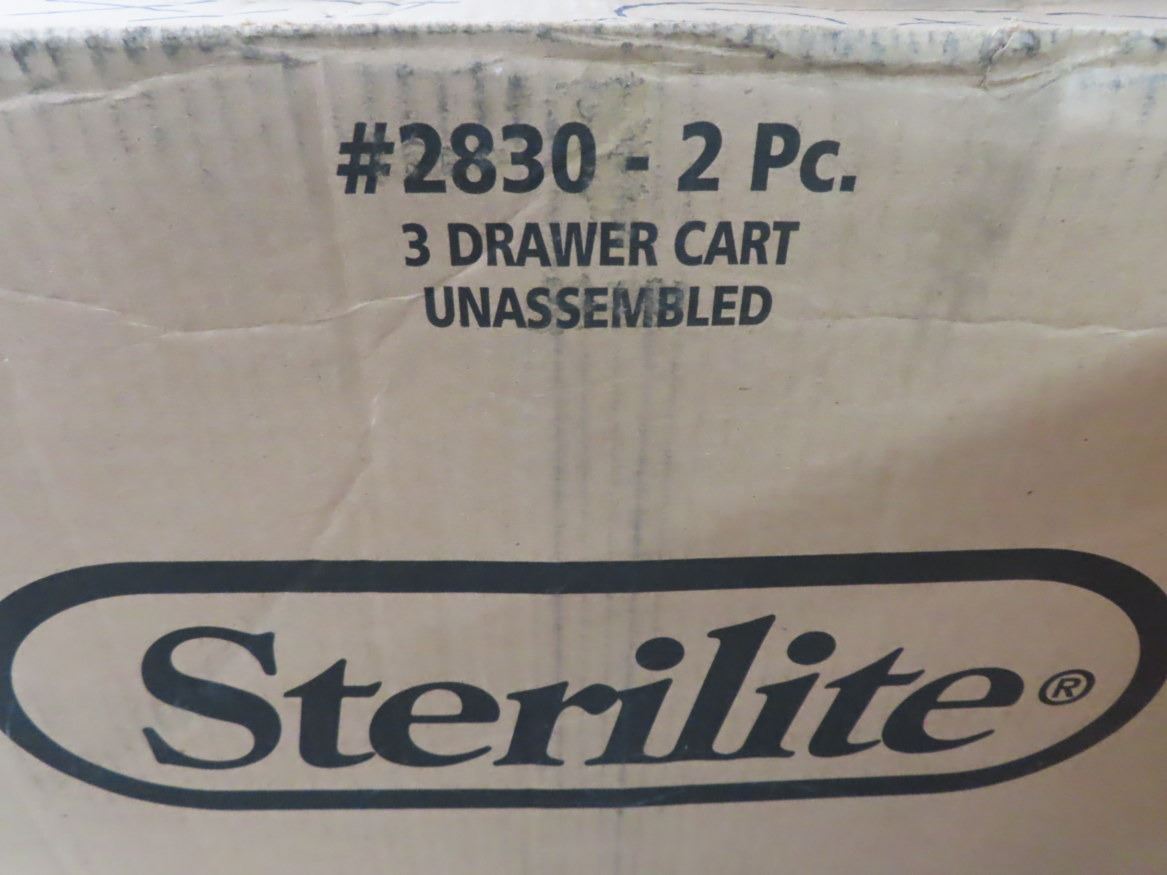 #2830 - 2 Pc.
3 DRAWER CART
UNASSEMBLED
Sterilite®